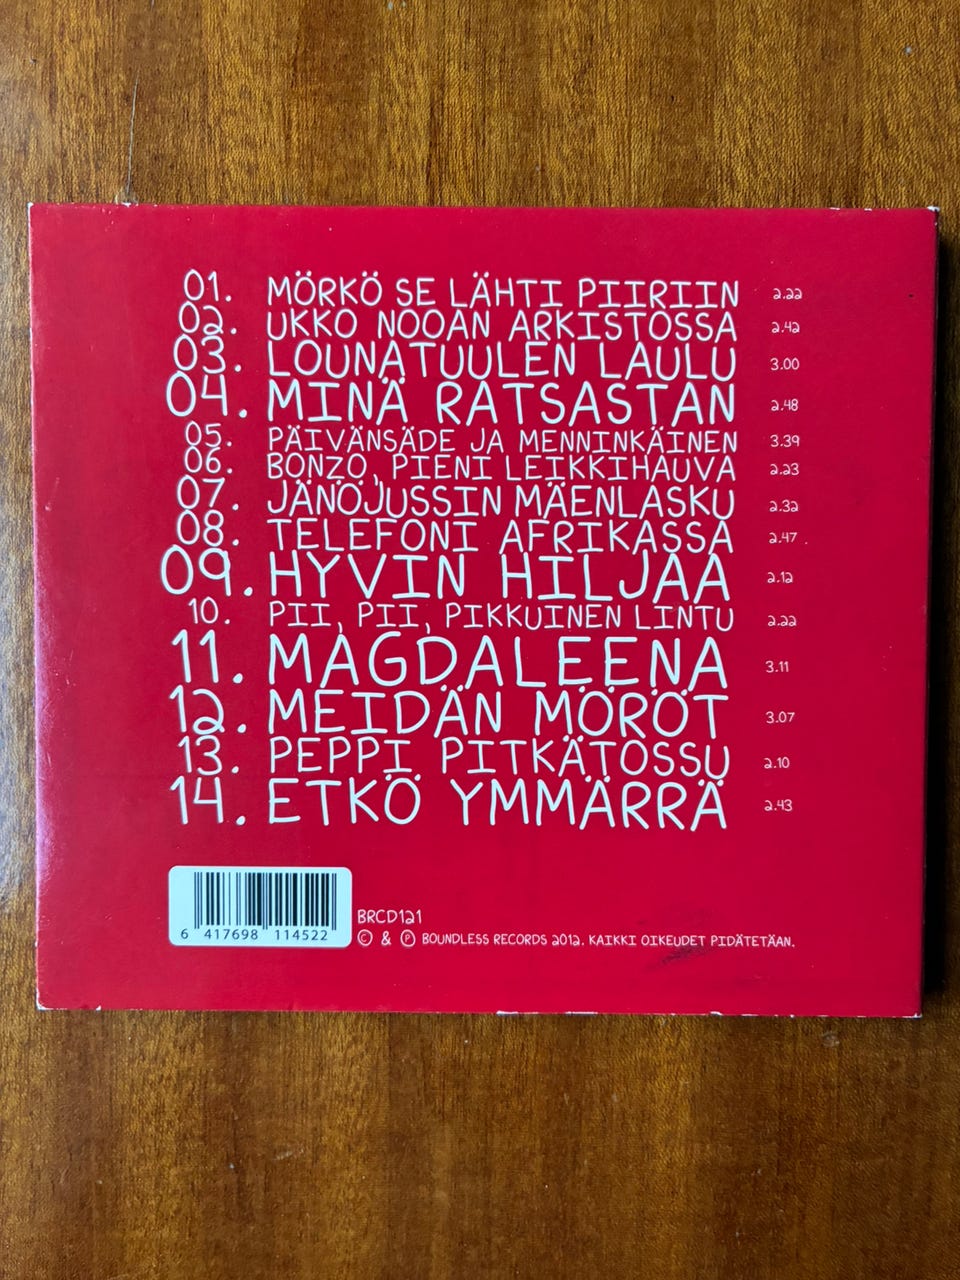 01. MÖRKÖ SE LÄHTI PIIRIIN 2.22
02. UKKO NOOAN ARKISTOSSA 2.42
03. LOUNATUULEN LAULU 3.00
04. MINÄ RATSASTAN 2.48
05. PÄIVÄNSÄDE JA MENNINKÄINEN 3.39
06. BONZO, PIENI LEIKKIHAUVA 2.23
07. JÄNÖJUSSIN MÄENLASKU 2.32
08. TELEFONI AFRIKASSA 2.47
09. HYVIN HILJAA 2.12
10. PII, PII, PIKKUINEN LINTU 2.22
11. MAGDALEENA 3.11
12. MEIDÄN MÖRÖT 3.07
13. PEPPI PITKÄTOSSU 2.10
14. ETKÖ YMMÄRRÄ 2.43
BRCD121
6 417698 114522
© & ℗ BOUNDLESS RECORDS 2012. KAIKKI OIKEUDET PIDÄTETÄÄN.